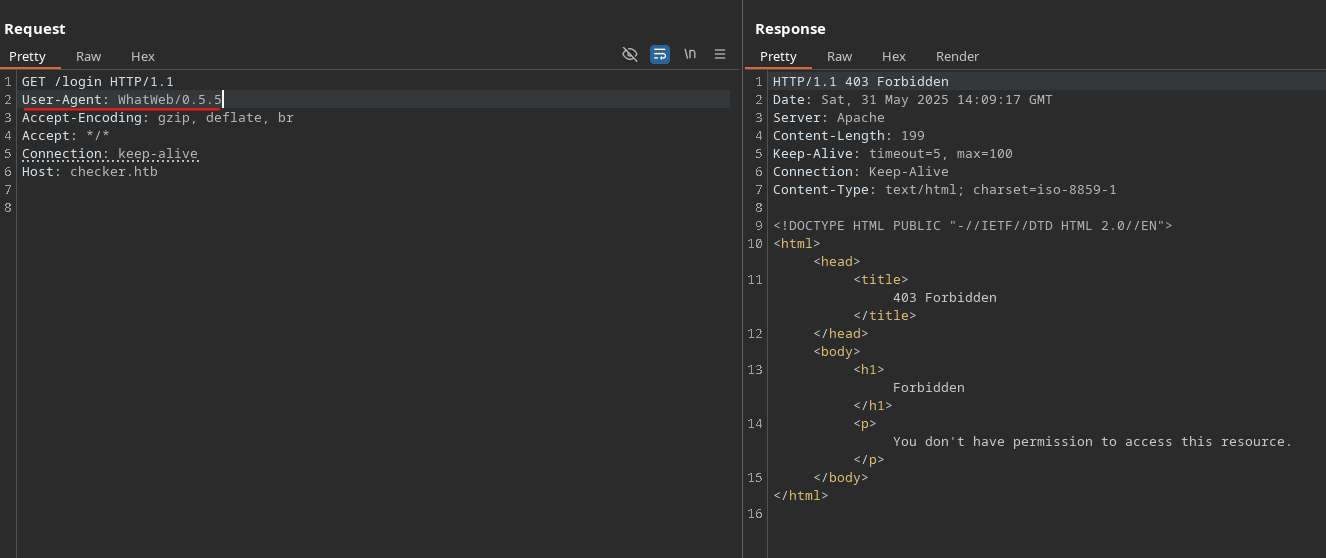 Request
Pretty Raw Hex
\n
1 GET /login HTTP/1.1
2 User-Agent: WhatWeb/0.5.5
3 Accept-Encoding: gzip, deflate, br
4 Accept: */*
5 Connection: keep-alive
6 Host: checker.htb
7
8
Response
Pretty Raw Hex Render
1 HTTP/1.1 403 Forbidden
2 Date: Sat, 31 May 2025 14:09:17 GMT
3 Server: Apache
4 Content-Length: 199
5 Keep-Alive: timeout=5, max=100
6 Connection: Keep-Alive
7 Content-Type: text/html; charset=iso-8859-1
8
9 <!DOCTYPE HTML PUBLIC "-//IETF//DTD HTML 2.0//EN">
10 <html>
<head>
11 <title>
403 Forbidden
</title>
12 </head>
<body>
13 <h1>
Forbidden
</h1>
14 <p>
You don't have permission to access this resource.
</p>
15 </body>
</html>
16